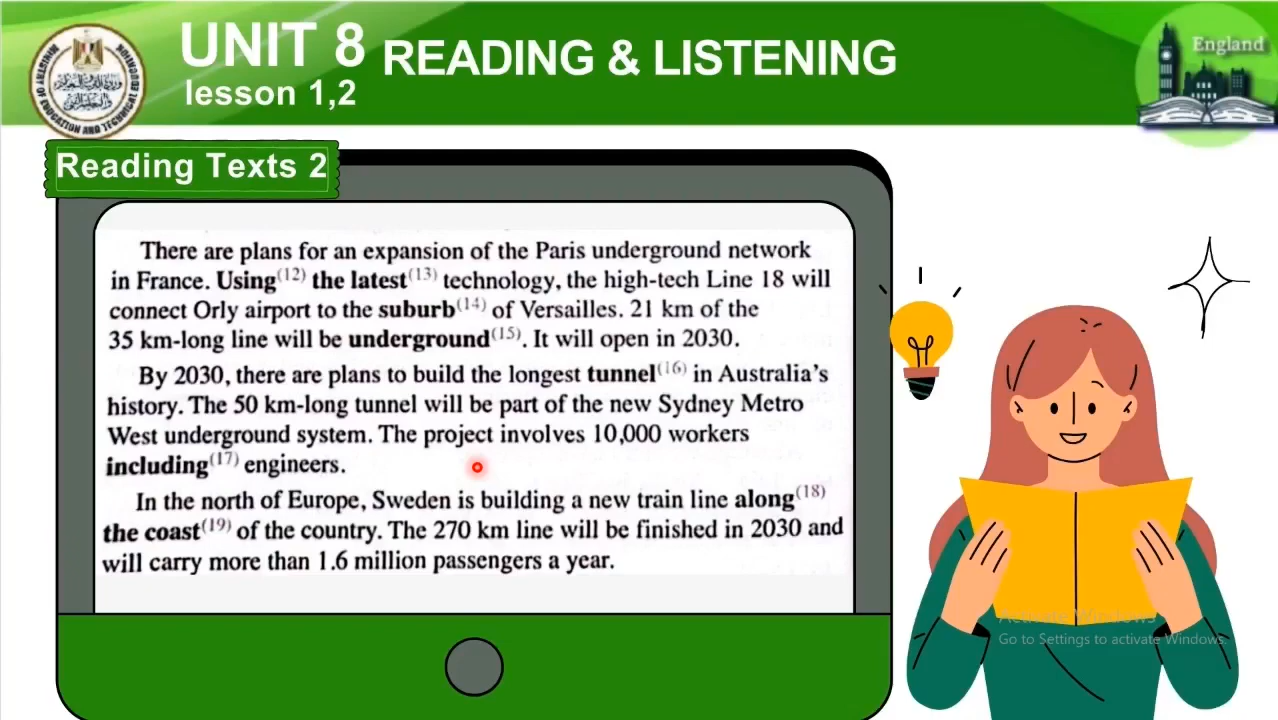 UNIT 8 READING & LISTENING
lesson 1,2
England
MINISTRY OF EDUCATION AND TECHNICAL EDUCATION
Reading Texts 2
There are plans for an expansion of the Paris underground network
in France. Using(12) the latest(13) technology, the high-tech Line 18 will
connect Orly airport to the suburb(14) of Versailles. 21 km of the
35 km-long line will be underground(15). It will open in 2030.
By 2030, there are plans to build the longest tunnel(16) in Australia's
history. The 50 km-long tunnel will be part of the new Sydney Metro
West underground system. The project involves 10,000 workers
including(17) engineers.
In the north of Europe, Sweden is building a new train line along(18)
the coast(19) of the country. The 270 km line will be finished in 2030 and
will carry more than 1.6 million passengers a year.
Activate Windows
Go to Settings to activate Windows.